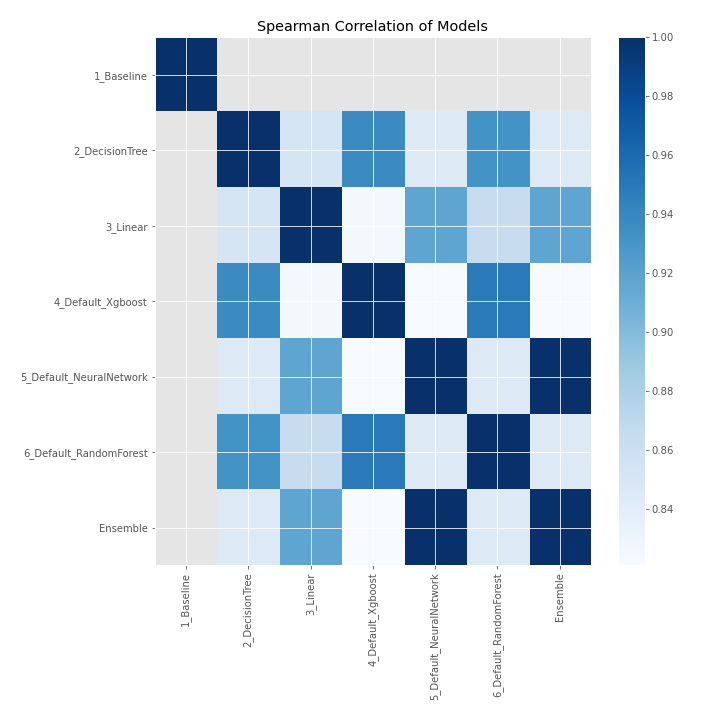 Spearman Correlation of Models
1_Baseline
2_DecisionTree
3_Linear
4_Default_Xgboost
5_Default_NeuralNetwork
6_Default_RandomForest
Ensemble
1_Baseline
2_DecisionTree
3_Linear
4_Default_Xgboost
5_Default_NeuralNetwork
6_Default_RandomForest
Ensemble
1.00
0.98
0.96
0.94
0.92
0.90
0.88
0.86
0.84